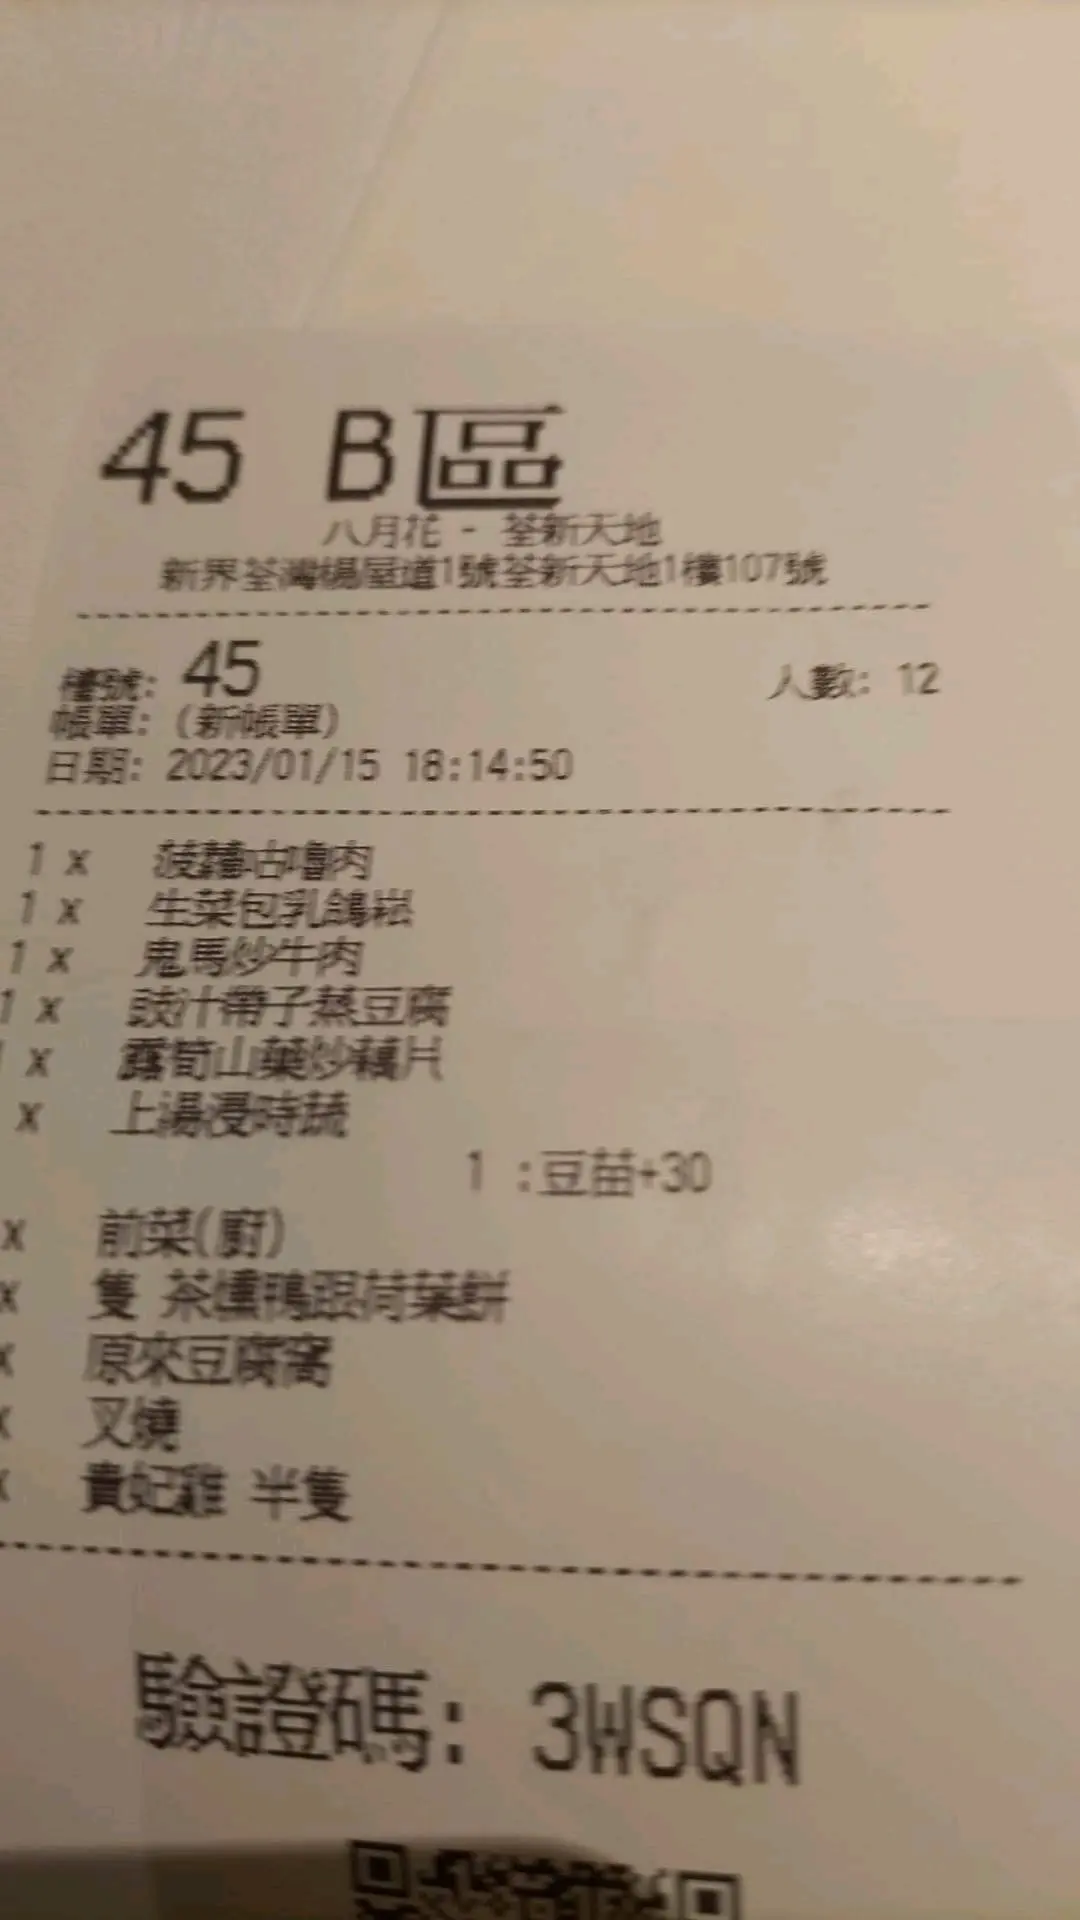 45 B區
八月花 - 荃新天地
新界荃灣楊屋道1號荃新天地1樓107號
檯號: 45
人數: 12
帳單: (新帳單)
日期: 2023/01/15 18:14:50
1 x 菠蘿咕嚕肉
1 x 生菜包乳鴿崧
1 x 鬼馬炒牛肉
1 x 豉汁帶子蒸豆腐
x 露筍山藥炒藕片
x 上湯浸時蔬
1 :豆苗+30
x 前菜(廚)
x 隻 茶燻鴨跟荷葉餅
x 原來豆腐窩
x 叉燒
x 貴妃雞 半隻
驗證碼: 3WSQN